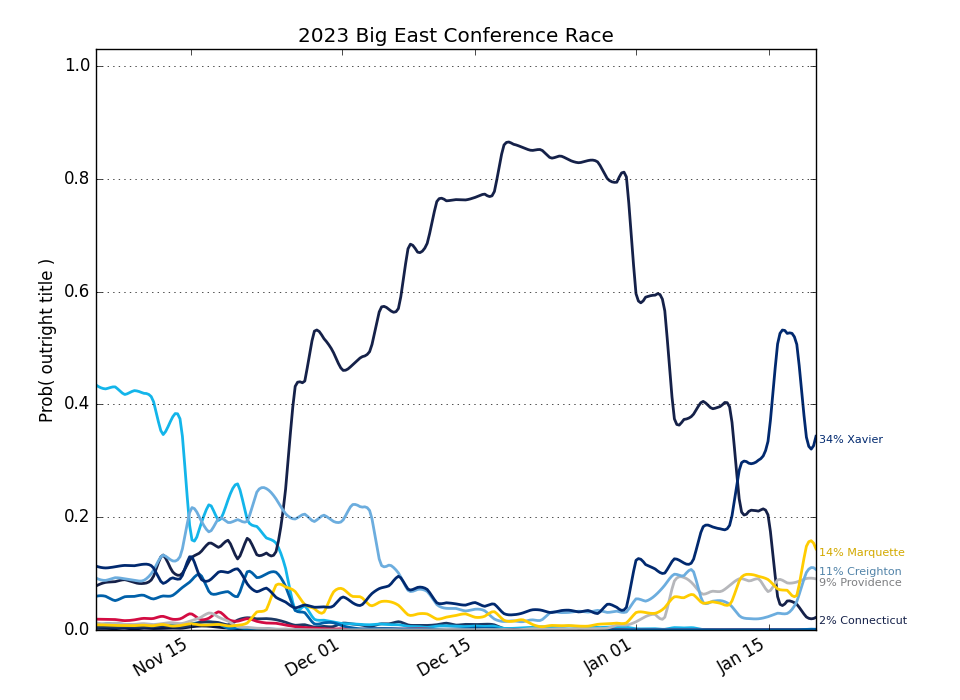 2023 Big East Conference Race
Prob( outright title )
1.0
0.8
0.6
0.4
0.2
0.0
Nov 15
Dec 01
Dec 15
Jan 01
Jan 15
34% Xavier
14% Marquette
11% Creighton
9% Providence
2% Connecticut